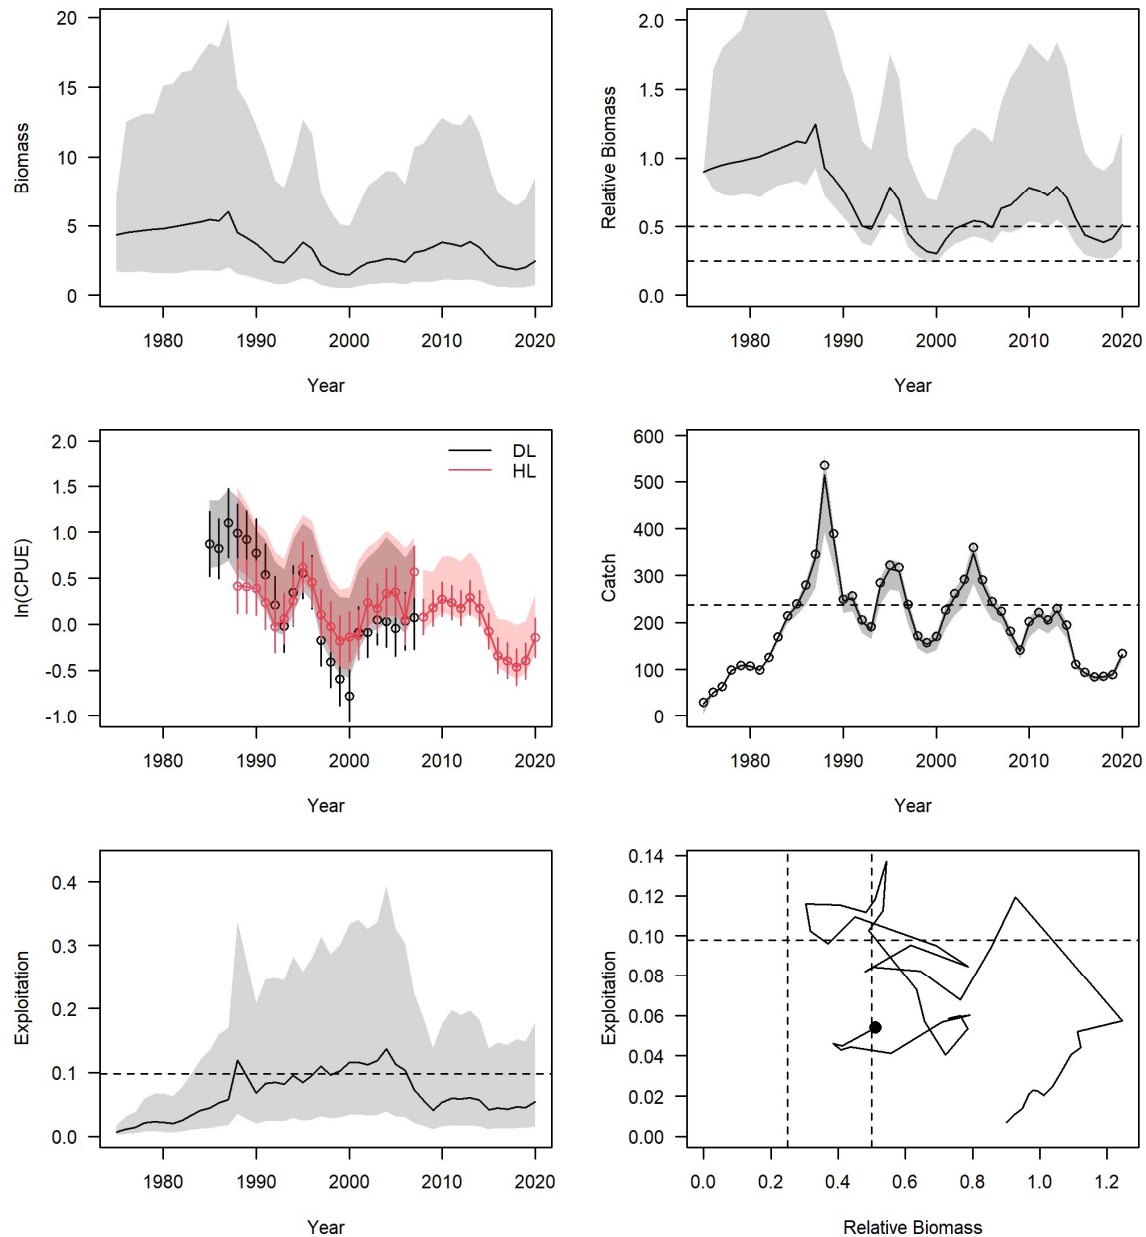 20
15
10
5
0
Biomass
1980 1990 2000 2010 2020
Year
2.0
1.5
1.0
0.5
0.0
Relative Biomass
1980 1990 2000 2010 2020
Year
2.0
1.5
1.0
0.5
0.0
-0.5
-1.0
ln(CPUE)
DL
HL
1980 1990 2000 2010 2020
Year
600
500
400
300
200
100
0
Catch
1980 1990 2000 2010 2020
Year
0.4
0.3
0.2
0.1
0.0
Exploitation
1980 1990 2000 2010 2020
Year
0.14
0.12
0.10
0.08
0.06
0.04
0.02
0.00
Exploitation
0.0 0.2 0.4 0.6 0.8 1.0 1.2
Relative Biomass